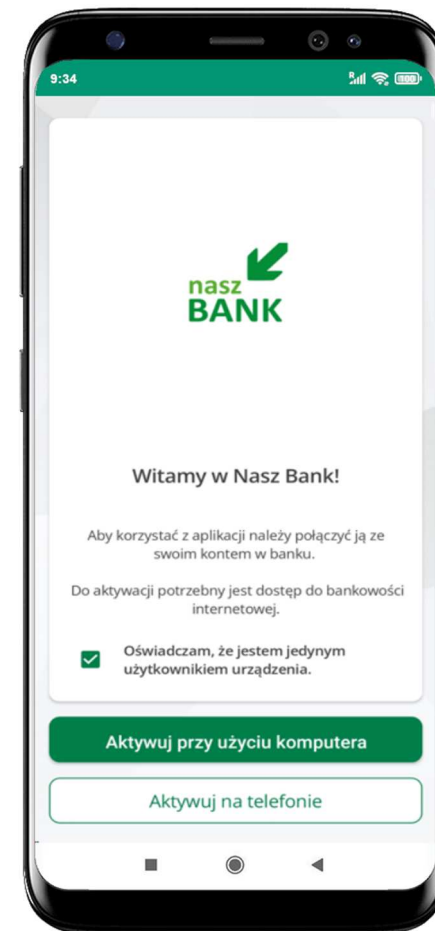 9:34
R
100
nasz
BANK
Witamy w Nasz Bank!
Aby korzystać z aplikacji należy połączyć ją ze
swoim kontem w banku.
Do aktywacji potrzebny jest dostęp do bankowości
internetowej.
Oświadczam, że jestem jedynym
użytkownikiem urządzenia.
Aktywuj przy użyciu komputera
Aktywuj na telefonie